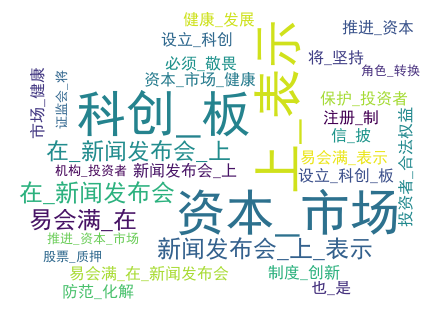 健康_发展
推进_资本
设立_科创
上_表示
将_坚持
必须_敬畏
角色_转换
资本_市场_健康
市场_健康
证监会_将
科创_板
保护_投资者
注册_制
信_披
投资者_合法权益
在_新闻发布会_上
易会满_表示
机构_投资者
新闻发布会_上
设立_科创_板
在_新闻发布会
资本_市场
易会满_在
推进_资本_市场
新闻发布会_上_表示
股票_质押
易会满_在_新闻发布会
制度_创新
防范_化解
也_是